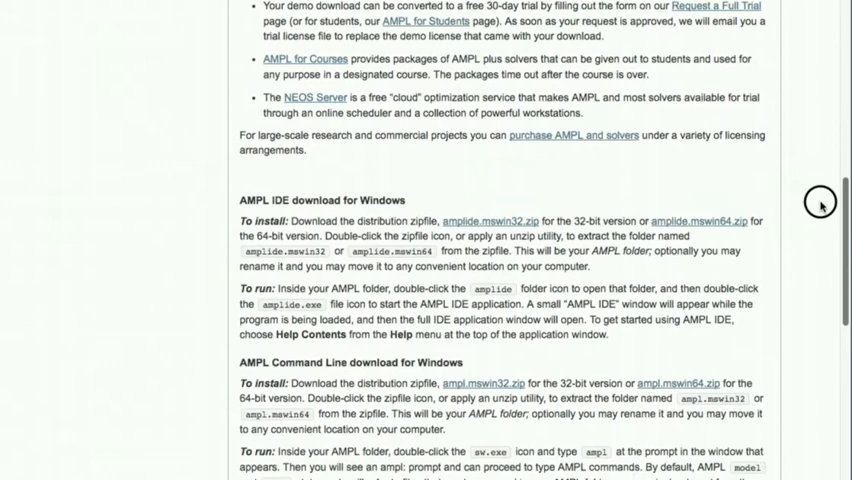 Your demo download can be converted to a free 30-day trial by filling out the form on our Request a Full Trial
page (or for students, our AMPL for Students page). As soon as your request is approved, we will email you a
trial license file to replace the demo license that came with your download.
AMPL for Courses provides packages of AMPL plus solvers that can be given out to students and used for
any purpose in a designated course. The packages time out after the course is over.
The NEOS Server is a free “cloud” optimization service that makes AMPL and most solvers available for trial
through an online scheduler and a collection of powerful workstations.
For large-scale research and commercial projects you can purchase AMPL and solvers under a variety of licensing
arrangements.
AMPL IDE download for Windows
To install: Download the distribution zipfile, amplide.mswin32.zip for the 32-bit version or amplide.mswin64.zip for
the 64-bit version. Double-click the zipfile icon, or apply an unzip utility, to extract the folder named
amplide.mswin32 or amplide.mswin64 from the zipfile. This will be your AMPL folder; optionally you may
rename it and you may move it to any convenient location on your computer.
To run: Inside your AMPL folder, double-click the amplide folder icon to open that folder, and then double-click
the amplide.exe file icon to start the AMPL IDE application. A small “AMPL IDE” window will appear while the
program is being loaded, and then the full IDE application window will open. To get started using AMPL IDE,
choose Help Contents from the Help menu at the top of the application window.
AMPL Command Line download for Windows
To install: Download the distribution zipfile, ampl.mswin32.zip for the 32-bit version or ampl.mswin64.zip for the
64-bit version. Double-click the zipfile icon, or apply an unzip utility, to extract the folder named ampl.mswin32 or
ampl.mswin64 from the zipfile. This will be your AMPL folder; optionally you may rename it and you may move it
to any convenient location on your computer.
To run: Inside your AMPL folder, double-click the sw.exe icon and type ampl at the prompt in the window that
appears. Then you will see an ampl: prompt and can proceed to type AMPL commands. By default, AMPL model